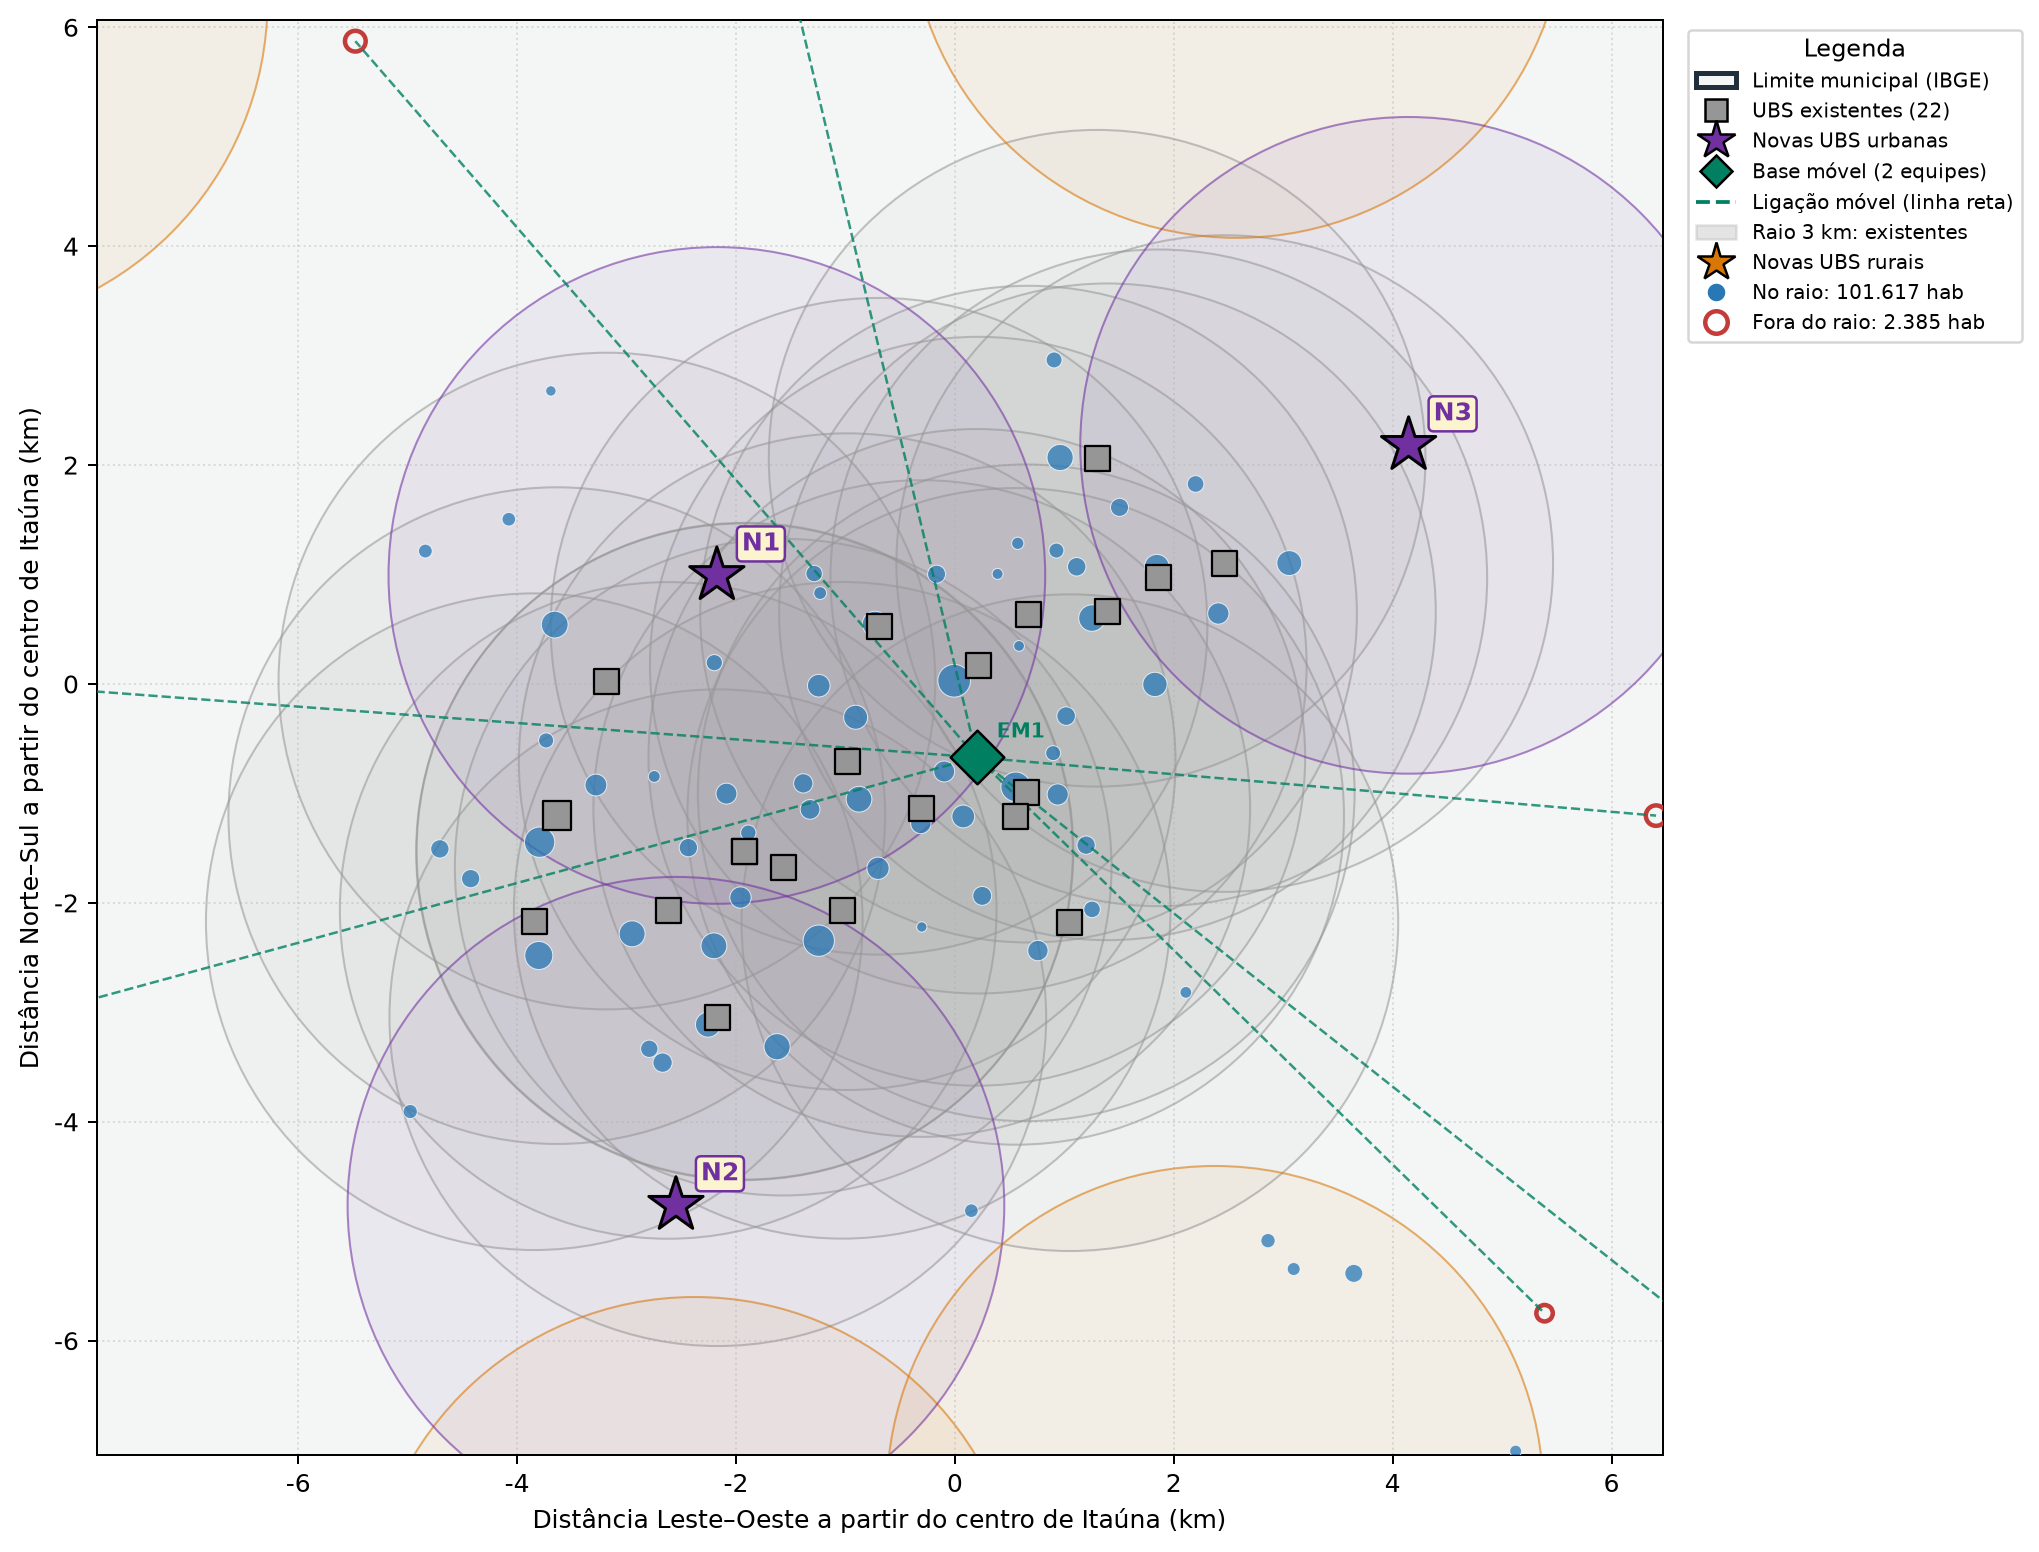 Legenda
Limite municipal (IBGE)
UBS existentes (22)
Novas UBS urbanas
Base móvel (2 equipes)
Ligação móvel (linha reta)
Raio 3 km: existentes
Novas UBS rurais
No raio: 101.617 hab
Fora do raio: 2.385 hab
Distância Norte–Sul a partir do centro de Itaúna (km)
6
4
2
0
-2
-4
-6
N3
N1
EM1
N2
-6
-4
-2
0
2
4
6
Distância Leste–Oeste a partir do centro de Itaúna (km)